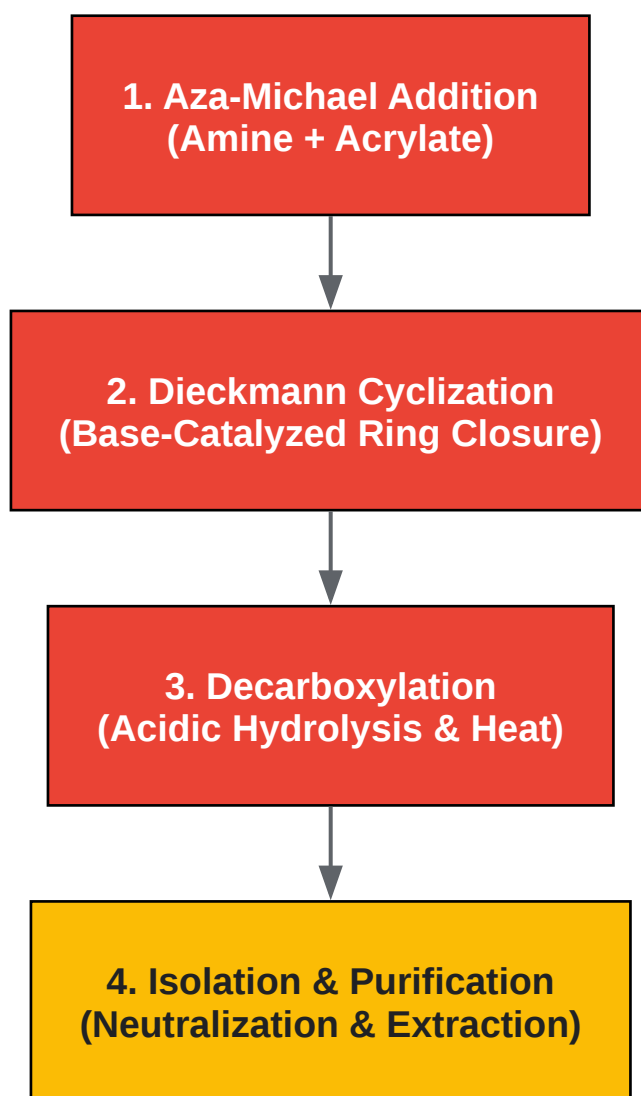 1. Aza-Michael Addition
(Amine + Acrylate)
2. Dieckmann Cyclization
(Base-Catalyzed Ring Closure)
3. Decarboxylation
(Acidic Hydrolysis & Heat)
4. Isolation & Purification
(Neutralization & Extraction)